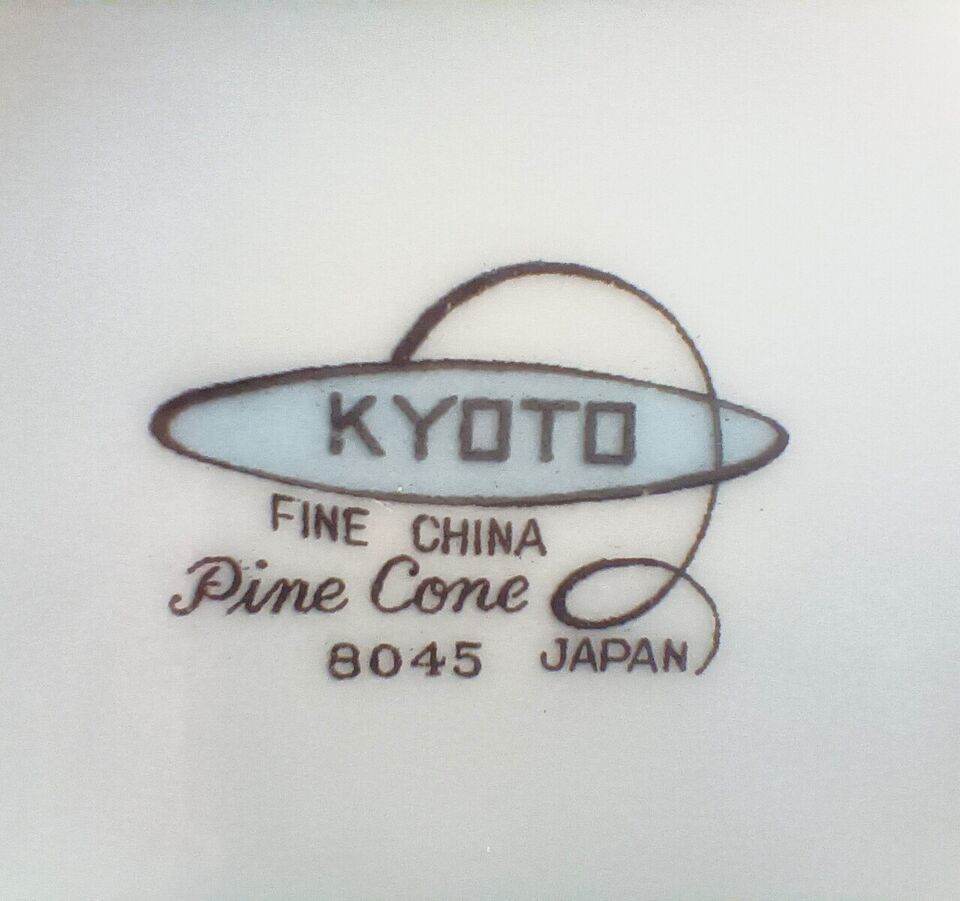 KYOTO
FINE CHINA
Pine Cone
8045 JAPAN